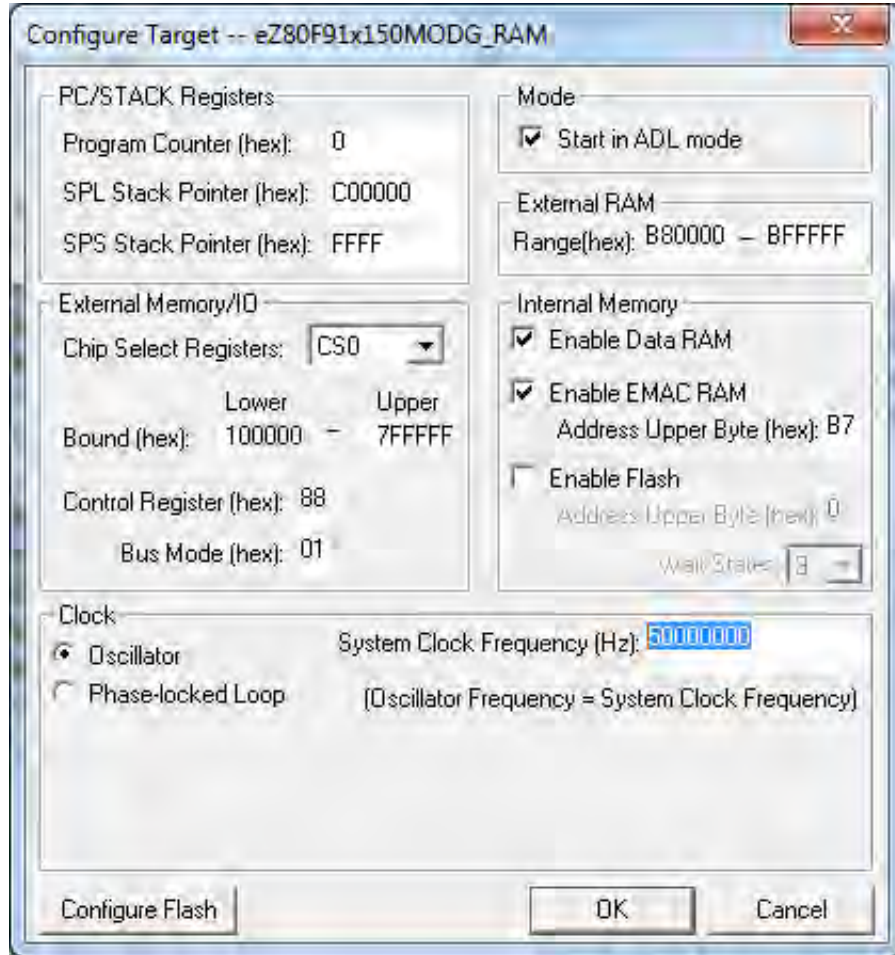 Configure Target -- eZ80F91x150MODG_RAM
PC/STACK Registers
Program Counter (hex): 0
SPL Stack Pointer (hex): C00000
SPS Stack Pointer (hex): FFFF
Mode
Start in ADL mode
External RAM
Range(hex): B80000 – BFFFFF
External Memory/IO
Chip Select Registers: CS0
Lower Upper
Bound (hex): 100000 - 7FFFFF
Control Register (hex): 88
Bus Mode (hex): 01
Internal Memory
Enable Data RAM
Enable EMAC RAM
Address Upper Byte (hex): B7
Enable Flash
Address Upper Byte (hex): 0
Wait States:
Clock
Oscillator
Phase-locked Loop
System Clock Frequency (Hz): 50000000
(Oscillator Frequency = System Clock Frequency)
Configure Flash
OK
Cancel